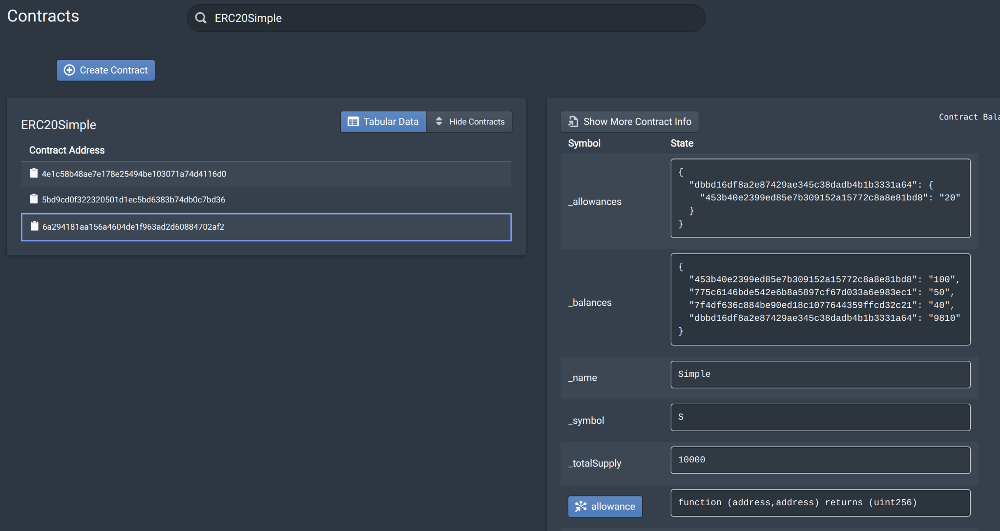 Contracts
ERC20Simple
Create Contract
ERC20Simple
Tabular Data
Hide Contracts
Contract Address
4e1c58b48ae7e178e25494be103071a74d4116d0
5bd9cd0f322320501d1ec5bd6383b74db0c7bd36
6a294181aa156a4604de1f963ad2d60884702af2
Show More Contract Info
Contract Bala
Symbol State
_allowances
{
"dbbd16df8a2e87429ae345c38dadb4b1b3331a64": {
"453b40e2399ed85e7b309152a15772c8a8e81bd8": "20"
}
}
_balances
{
"453b40e2399ed85e7b309152a15772c8a8e81bd8": "100",
"775c6146bde542e6b8a5897cf67d033a6e983ec1": "50",
"7f4df636c884be90ed18c1077644359ffcd32c21": "40",
"dbbd16df8a2e87429ae345c38dadb4b1b3331a64": "9810"
}
_name
Simple
_symbol
S
_totalSupply
10000
allowance
function (address,address) returns (uint256)